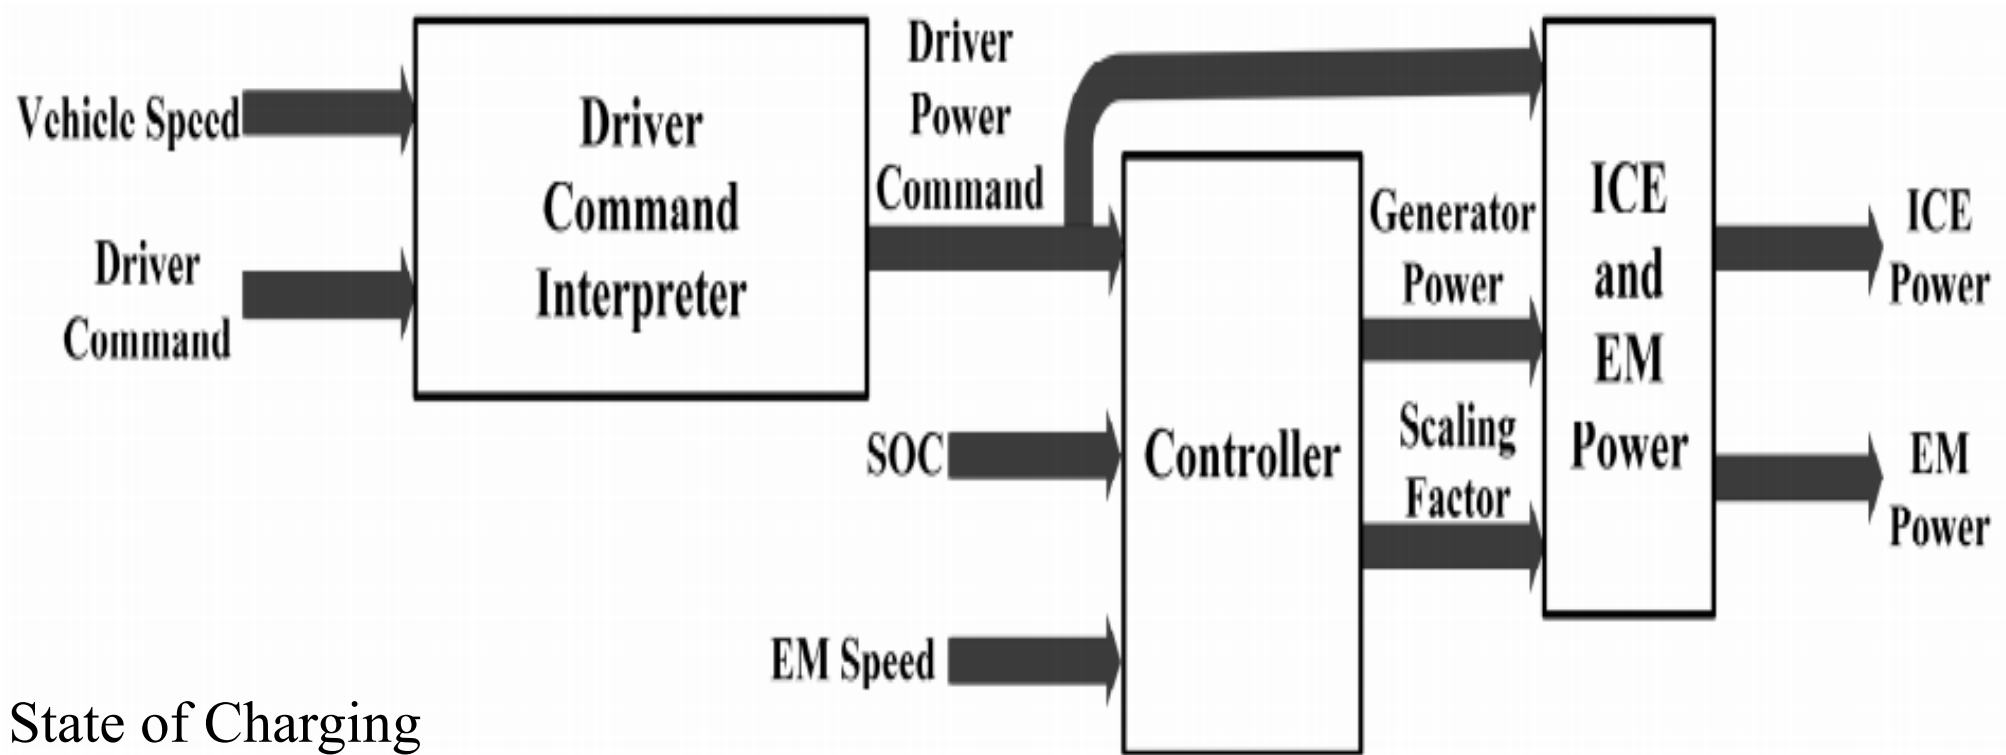 Vehicle Speed
Driver
Command
Driver
Command
Interpreter
Driver
Power
Command
SOC
EM Speed
Controller
Generator
Power
Scaling
Factor
ICE
and
EM
Power
ICE
Power
EM
Power
State of Charging